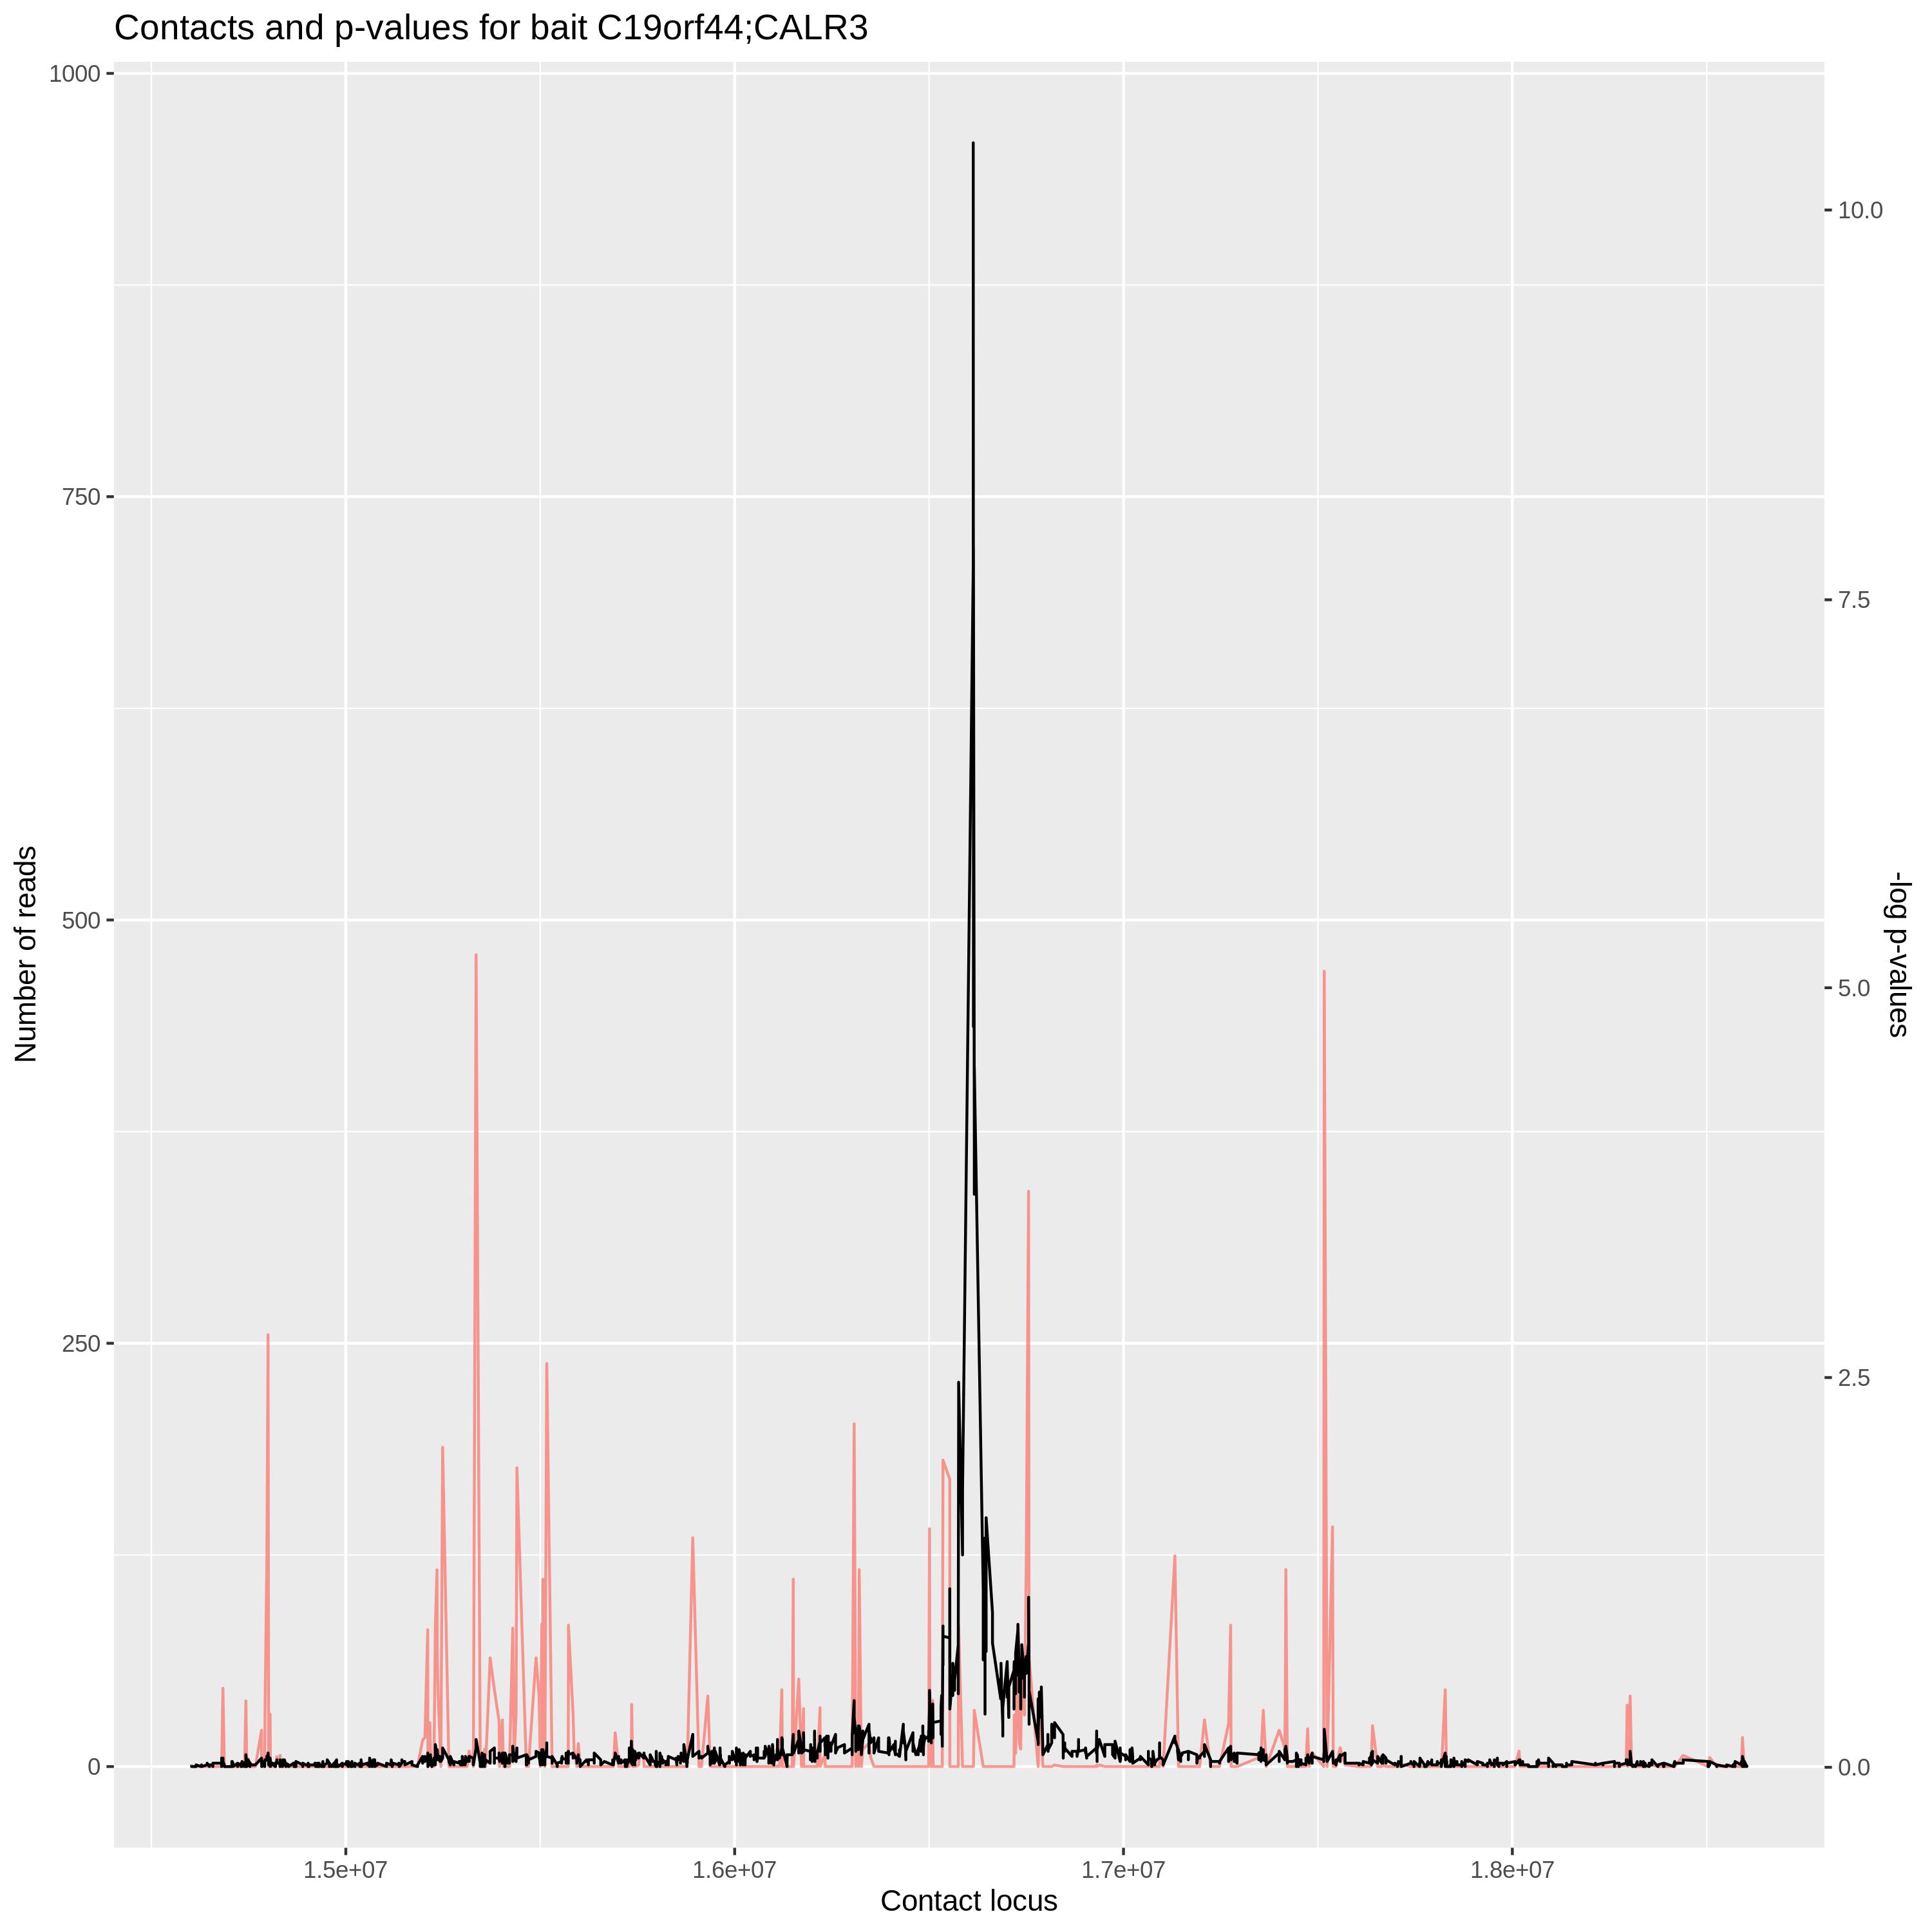 Contacts and p-values for bait C19orf44;CALR3
1000
750
500
250
0
Number of reads
10.0
7.5
5.0
2.5
0.0
-log p-values
1.5e+07
1.6e+07
1.7e+07
1.8e+07
Contact locus